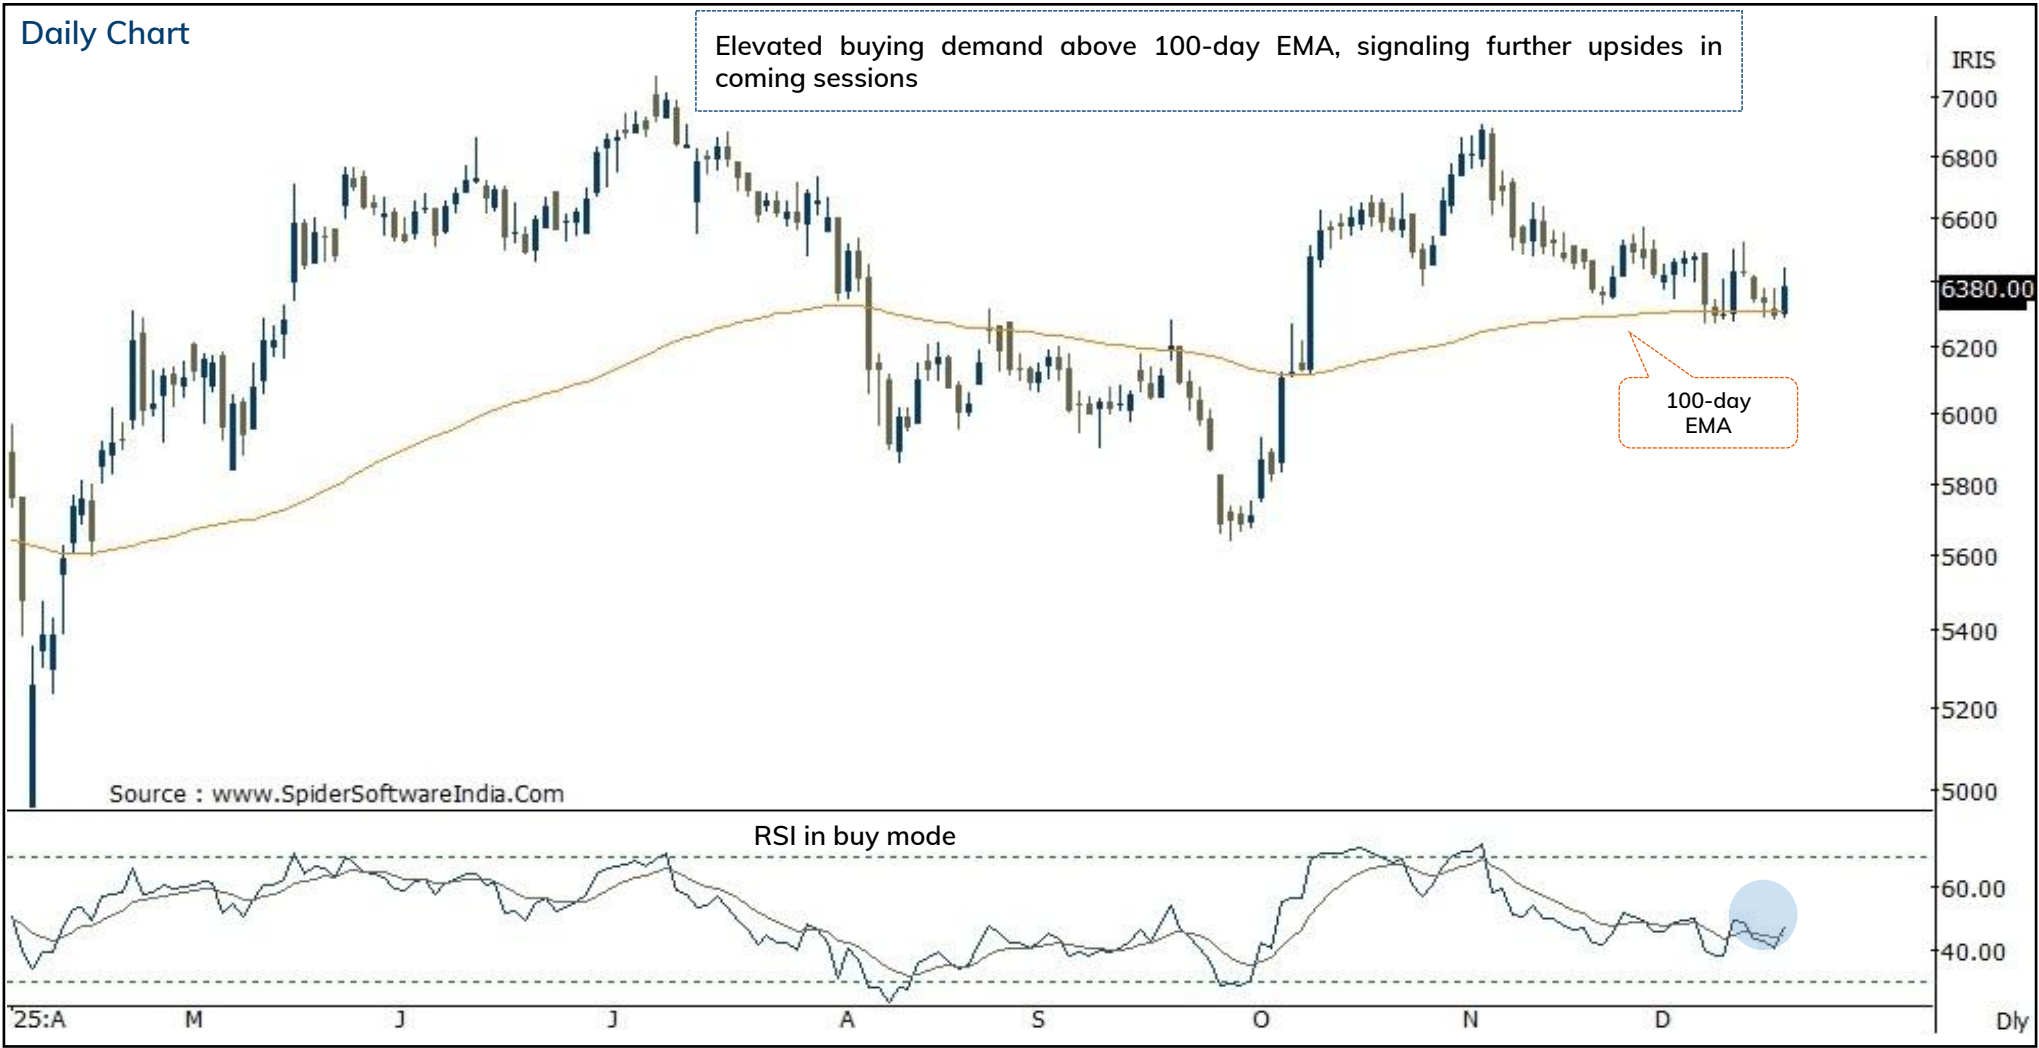 Daily Chart
Elevated buying demand above 100-day EMA, signaling further upsides in
coming sessions
IRIS
7000
6800
6600
6380.00
6200
6000
5800
5600
5400
5200
5000
100-day
EMA
Source : www.SpiderSoftwareIndia.Com
RSI in buy mode
60.00
40.00
25:A M J J A S O N D Dly